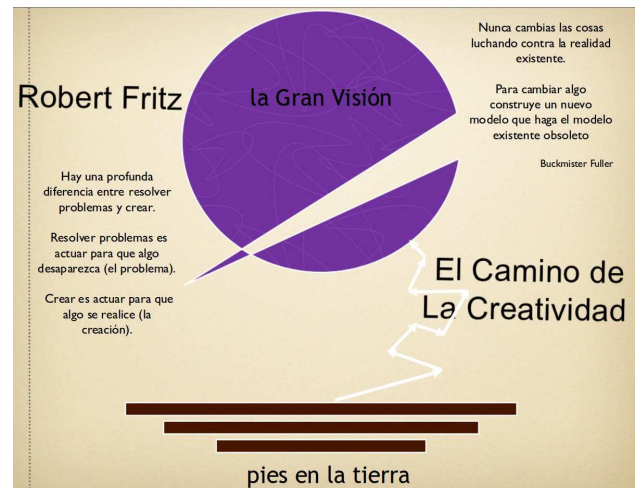 Robert Fritz
la Gran Visión
Nunca cambias las cosas
luchando contra la realidad
existente.
Para cambiar algo
construye un nuevo
modelo que haga el modelo
existente obsoleto
Buckmister Fuller
Hay una profunda
diferencia entre resolver
problemas y crear.
Resolver problemas es
actuar para que algo
desaparezca (el problema).
Crear es actuar para que
algo se realice (la
creación).
El Camino de
La Creatividad
pies en la tierra